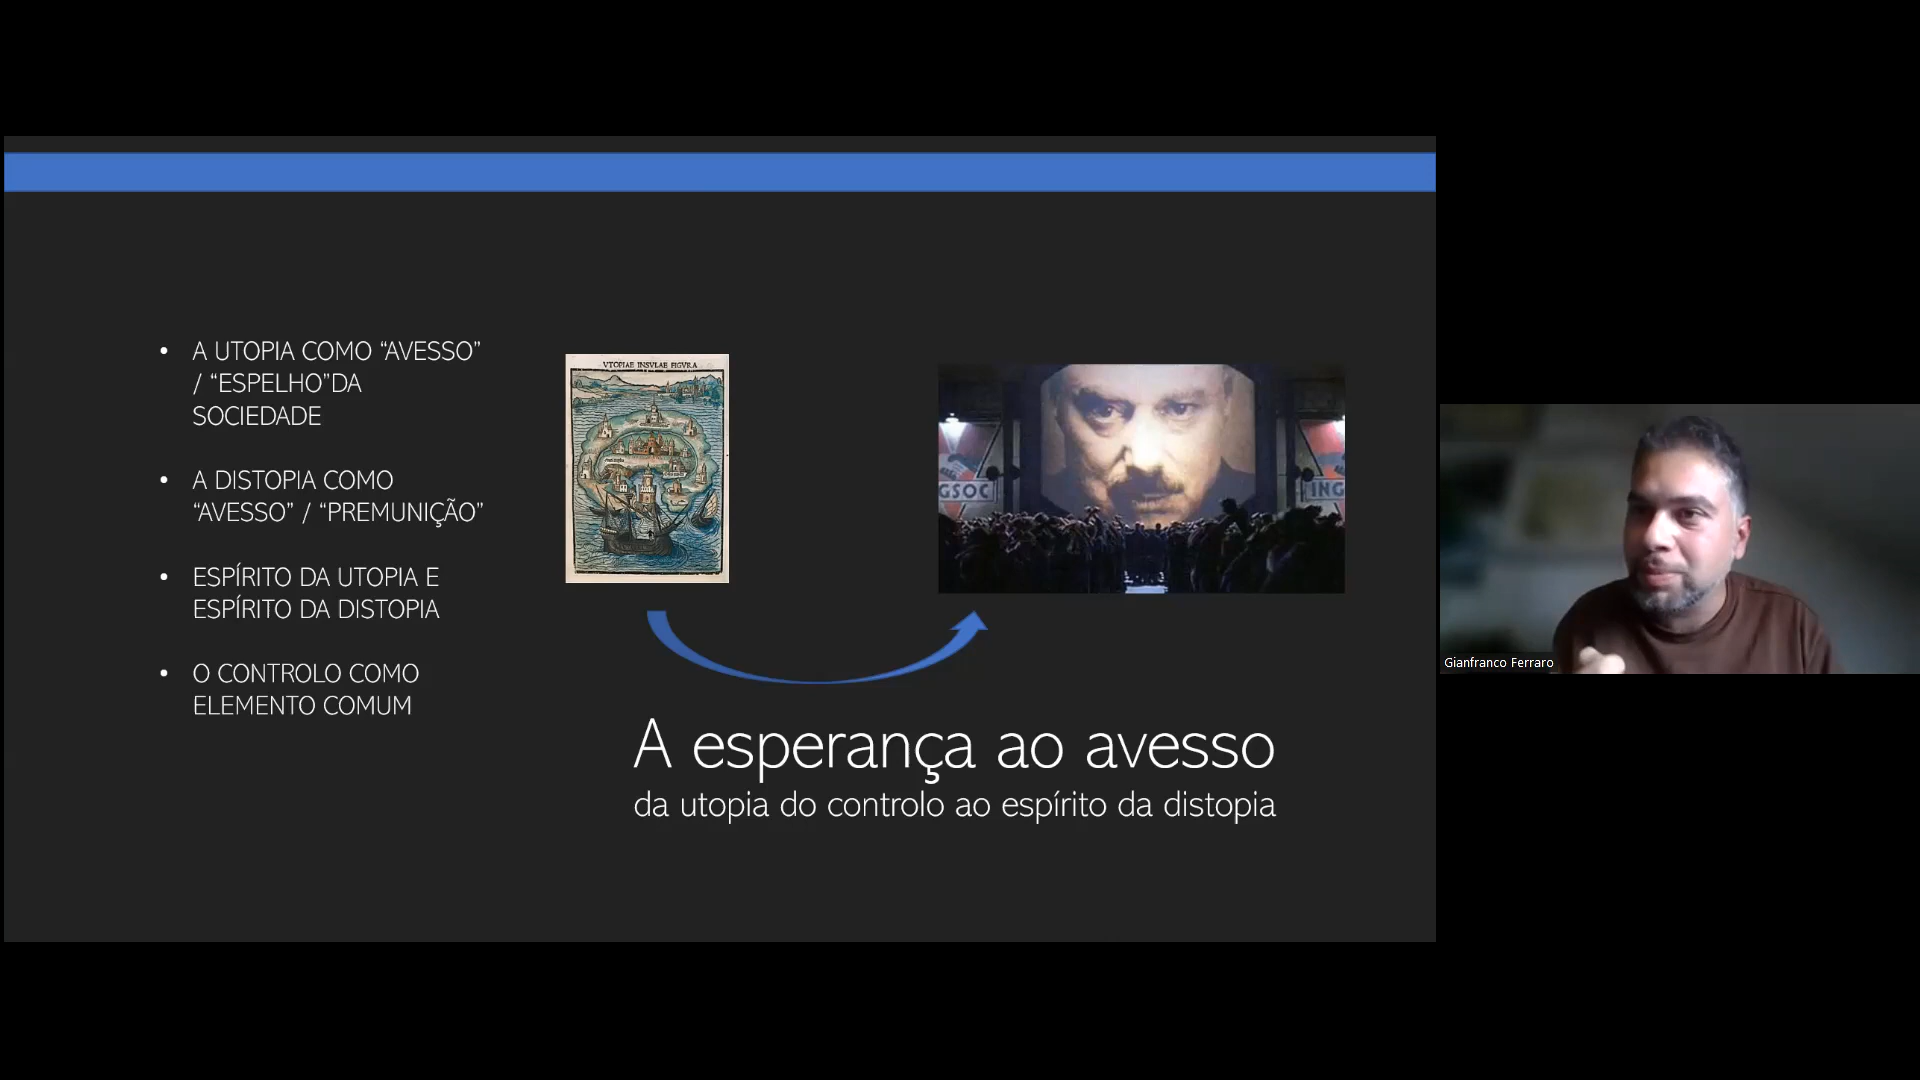 • A UTOPIA COMO “AVESSO”
/ “ESPELHO”DA
SOCIEDADE
• A DISTOPIA COMO
“AVESSO” / “PREMUNIÇÃO”
• ESPÍRITO DA UTOPIA E
ESPÍRITO DA DISTOPIA
• O CONTROLO COMO
ELEMENTO COMUM
VTOPIAE INSVLAE FIGVRA
GSOC
ING
A esperança ao avesso
da utopia do controlo ao espírito da distopia
Gianfranco Ferraro